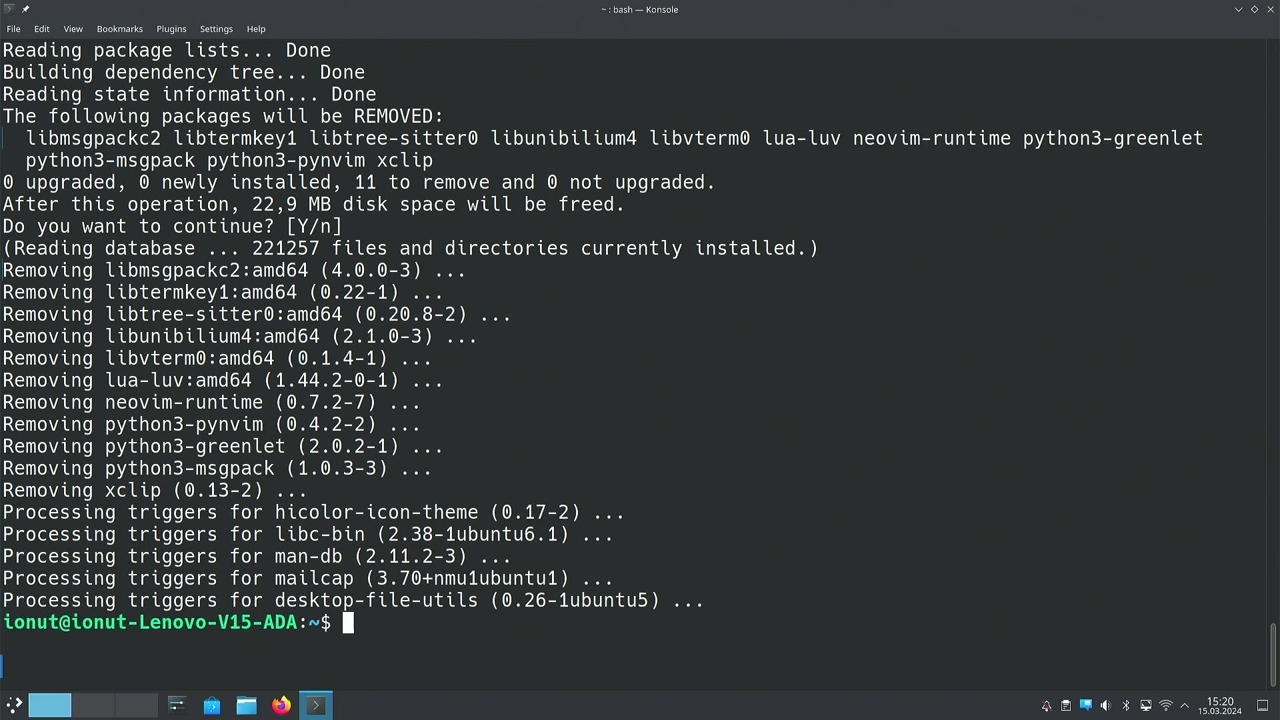 ~ : bash — Konsole
File Edit View Bookmarks Plugins Settings Help
Reading package lists... Done
Building dependency tree... Done
Reading state information... Done
The following packages will be REMOVED:
  libmsgpackc2 libtermkey1 libtree-sitter0 libunibilium4 libvterm0 lua-luv neovim-runtime python3-greenlet
  python3-msgpack python3-pynvim xclip
0 upgraded, 0 newly installed, 11 to remove and 0 not upgraded.
After this operation, 22,9 MB disk space will be freed.
Do you want to continue? [Y/n]
(Reading database ... 221257 files and directories currently installed.)
Removing libmsgpackc2:amd64 (4.0.0-3) ...
Removing libtermkey1:amd64 (0.22-1) ...
Removing libtree-sitter0:amd64 (0.20.8-2) ...
Removing libunibilium4:amd64 (2.1.0-3) ...
Removing libvterm0:amd64 (0.1.4-1) ...
Removing lua-luv:amd64 (1.44.2-0-1) ...
Removing neovim-runtime (0.7.2-7) ...
Removing python3-pynvim (0.4.2-2) ...
Removing python3-greenlet (2.0.2-1) ...
Removing python3-msgpack (1.0.3-3) ...
Removing xclip (0.13-2) ...
Processing triggers for hicolor-icon-theme (0.17-2) ...
Processing triggers for libc-bin (2.38-1ubuntu6.1) ...
Processing triggers for man-db (2.11.2-3) ...
Processing triggers for mailcap (3.70+nmu1ubuntu1) ...
Processing triggers for desktop-file-utils (0.26-1ubuntu5) ...
ionut@ionut-Lenovo-V15-ADA:~$
15:20
15.03.2024